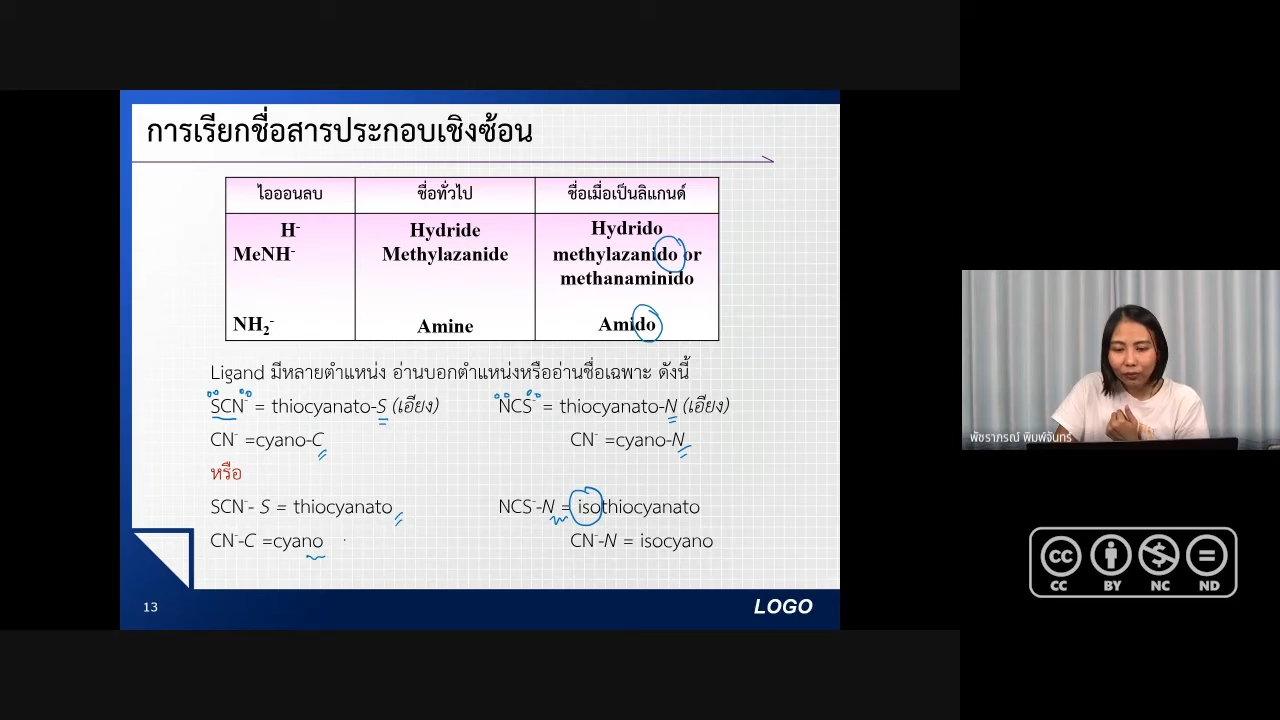 การเรียกชื่อสารประกอบเชิงซ้อน
ไอออนลบ ชื่อทั่วไป ชื่อเมื่อเป็นลิแกนด์
H- Hydride Hydrido
MeNH- Methylazanide methylazanido or
methanaminido
NH2- Amine Amido
Ligand มีหลายตำแหน่ง อ่านบอกตำแหน่งหรืออ่านชื่อเฉพาะ ดังนี้
SCN- = thiocyanato-S (เอียง) NCS- = thiocyanato-N (เอียง)
CN- =cyano-C CN- =cyano-N
หรือ
SCN-- S = thiocyanato NCS--N = isothiocyanato
CN--C =cyano CN--N = isocyano
13 LOGO
พัชราภรณ์ พิมพ์จันทร์
CC BY NC ND